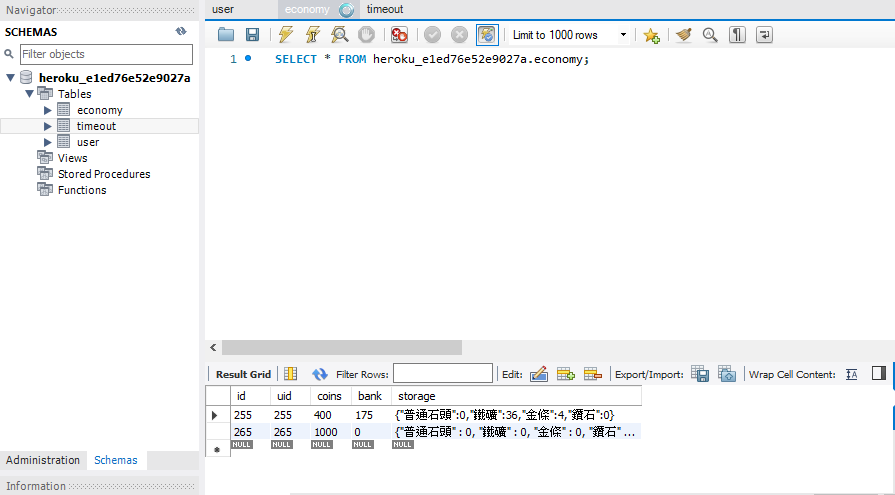 Navigator
SCHEMAS
Filter objects
heroku_e1ed76e52e9027a
Tables
economy
timeout
user
Views
Stored Procedures
Functions
Administration Schemas
Information
user economy timeout
Limit to 1000 rows
1 SELECT * FROM heroku_e1ed76e52e9027a.economy;
Result Grid Filter Rows: Edit: Export/Import: Wrap Cell Content:
id uid coins bank storage
255 255 400 175 {"普通石頭":0,"鐵礦":36,"金條":4,"鑽石":0}
265 265 1000 0 {"普通石頭" : 0, "鐵礦" : 0, "金條" : 0, "鑽石" ...
NULL NULL NULL NULL NULL